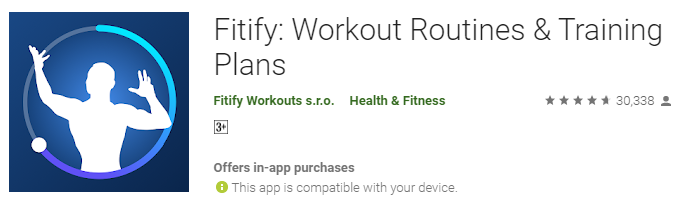 Fitify: Workout Routines & Training
Plans
Fitify Workouts s.r.o. Health & Fitness 30,338
3+
Offers in-app purchases
This app is compatible with your device.